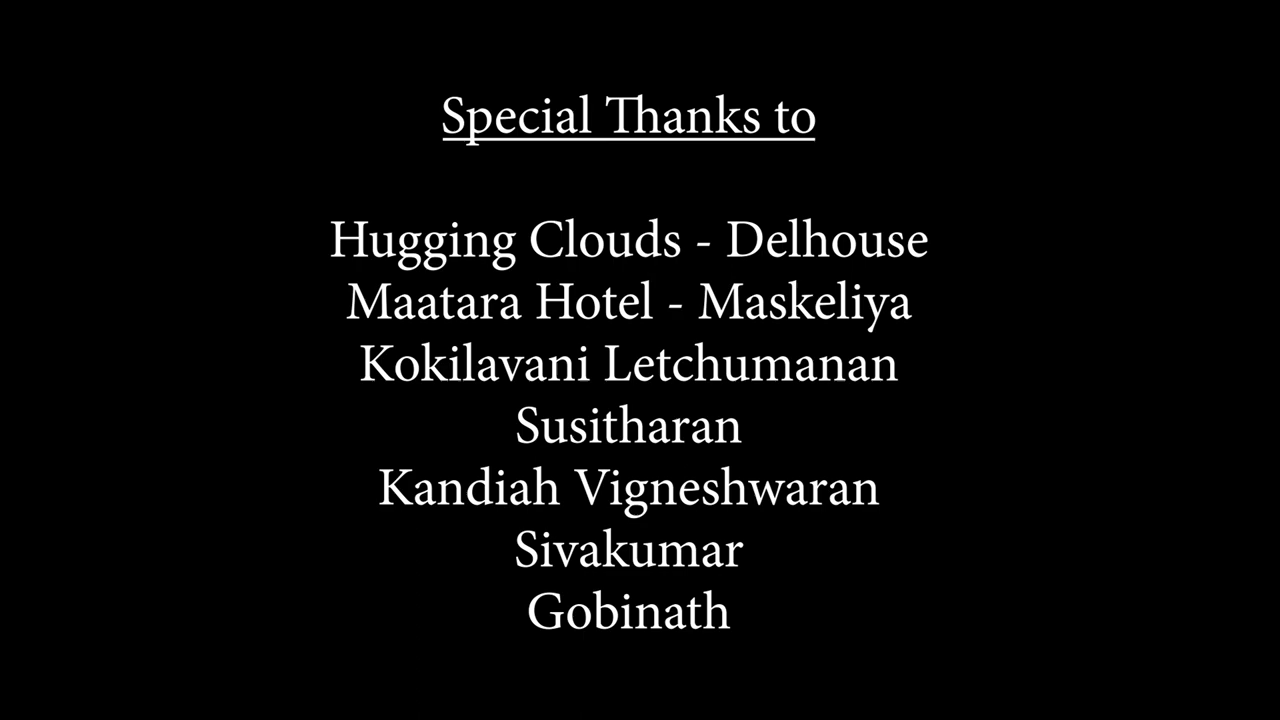 Special Thanks to
Hugging Clouds - Delhouse
Maatara Hotel - Maskeliya
Kokilavani Letchumanan
Susitharan
Kandiah Vigneshwaran
Sivakumar
Gobinath